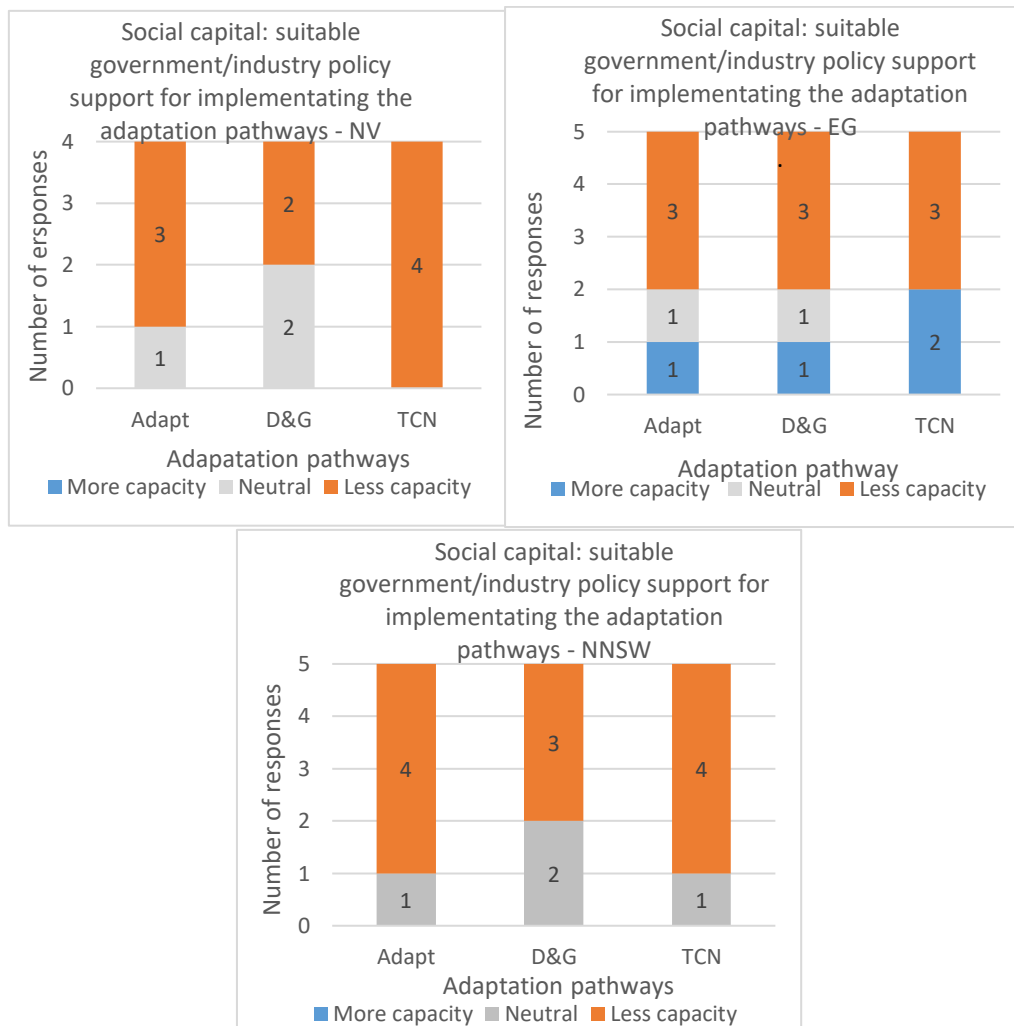 Social capital: suitable
government/industry policy
support for implementating the
adaptation pathways - NV
Number of ersponses
4
3
2
1
0
3
1
2
2
4
Adapt D&G TCN
Adapatation pathways
More capacity Neutral Less capacity
Social capital: suitable
government/industry policy support
for implementating the adaptation
pathways - EG
.
Number o f responses
5
4
3
2
1
0
3
1
1
3
1
1
3
2
Adapt D&G TCN
Adaptation pathway
More capacity Neutral Less capacity
Social capital: suitable
government/industry policy support for
implementating the adaptation
pathways - NNSW
Number of responses
5
4
3
2
1
0
4
1
3
2
4
1
Adapt D&G TCN
Adaptation pathways
More capacity Neutral Less capacity